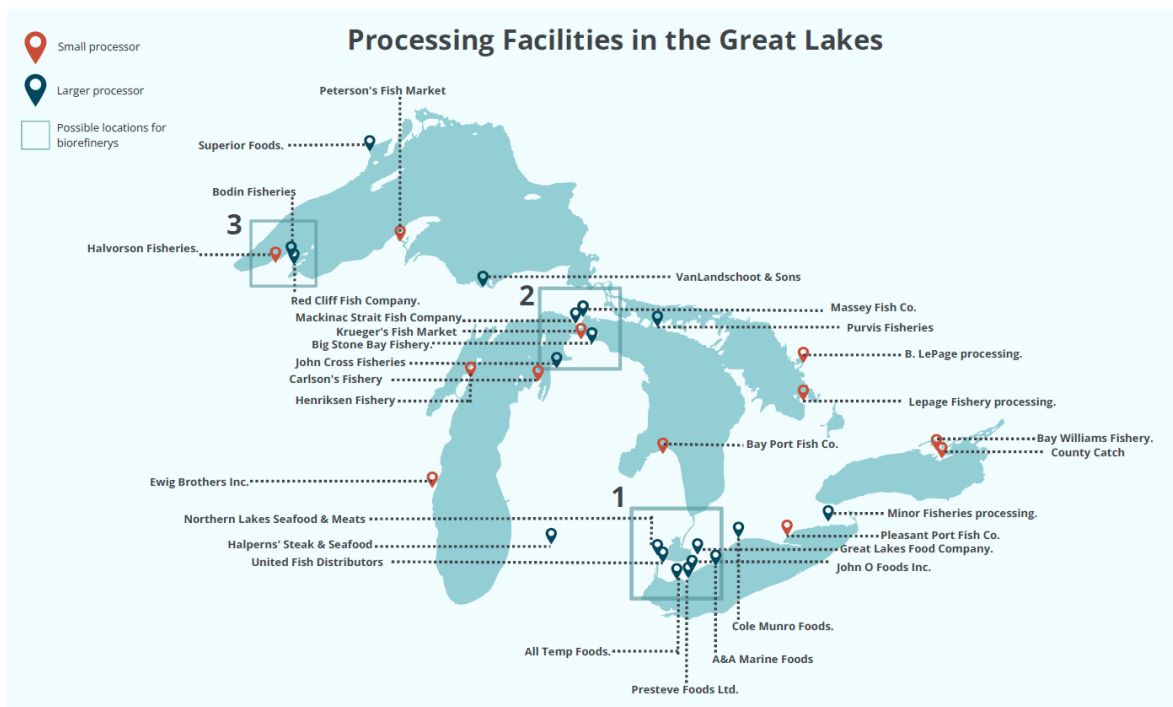 Processing Facilities in the Great Lakes
Small processor
Larger processor
Possible locations for
biorefinerys
Peterson's Fish Market
Superior Foods.
Bodin Fisheries
3
Halvorson Fisheries.
Red Cliff Fish Company.
VanLandschoot & Sons
2
Mackinac Strait Fish Company
Massey Fish Co.
Krueger's Fish Market
Purvis Fisheries
Big Stone Bay Fishery.
B. LePage processing.
John Cross Fisheries
Carlson's Fishery
Henriksen Fishery
Lepage Fishery processing.
Bay Port Fish Co.
Bay Williams Fishery.
County Catch
Ewig Brothers Inc.
1
Northern Lakes Seafood & Meats
Minor Fisheries processing.
Pleasant Port Fish Co.
Halperns' Steak & Seafood
Great Lakes Food Company.
United Fish Distributors
John O Foods Inc.
Cole Munro Foods.
All Temp Foods.
A&A Marine Foods
Presteve Foods Ltd.